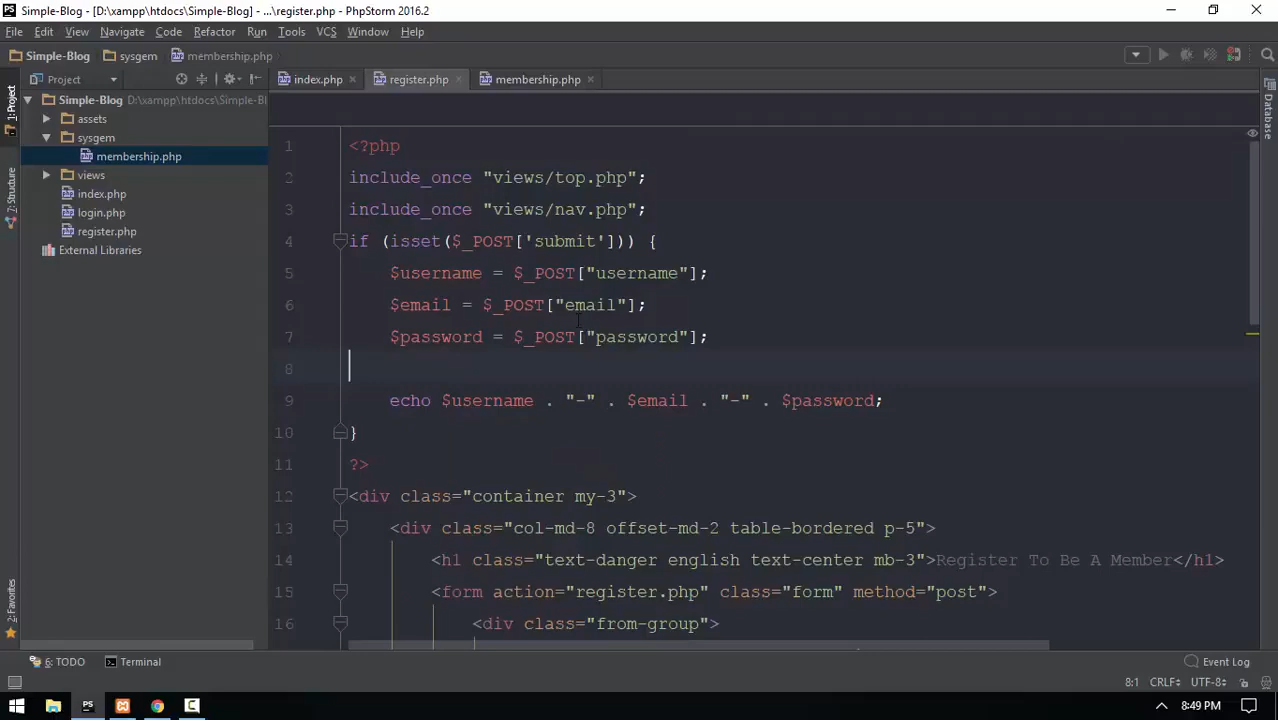 Simple-Blog - [D:\xampp\htdocs\Simple-Blog] - ...\register.php - PhpStorm 2016.2
File Edit View Navigate Code Refactor Run Tools VCS Window Help
Simple-Blog sysgem membership.php
Project
index.php register.php membership.php
1: Project
7: Structure
2: Favorites
Database
Simple-Blog D:\xampp\htdocs\Simple-Bl
assets
sysgem
membership.php
views
index.php
login.php
register.php
External Libraries
1 <?php
2 include_once "views/top.php";
3 include_once "views/nav.php";
4 if (isset($_POST['submit'])) {
5 $username = $_POST["username"];
6 $email = $_POST["email"];
7 $password = $_POST["password"];
8
9 echo $username . "-" . $email . "-" . $password;
10 }
11 ?>
12 <div class="container my-3">
13 <div class="col-md-8 offset-md-2 table-bordered p-5">
14 <h1 class="text-danger english text-center mb-3">Register To Be A Member</h1>
15 <form action="register.php" class="form" method="post">
16 <div class="from-group">
6: TODO Terminal Event Log
8:1 CRLF UTF-8
8:49 PM